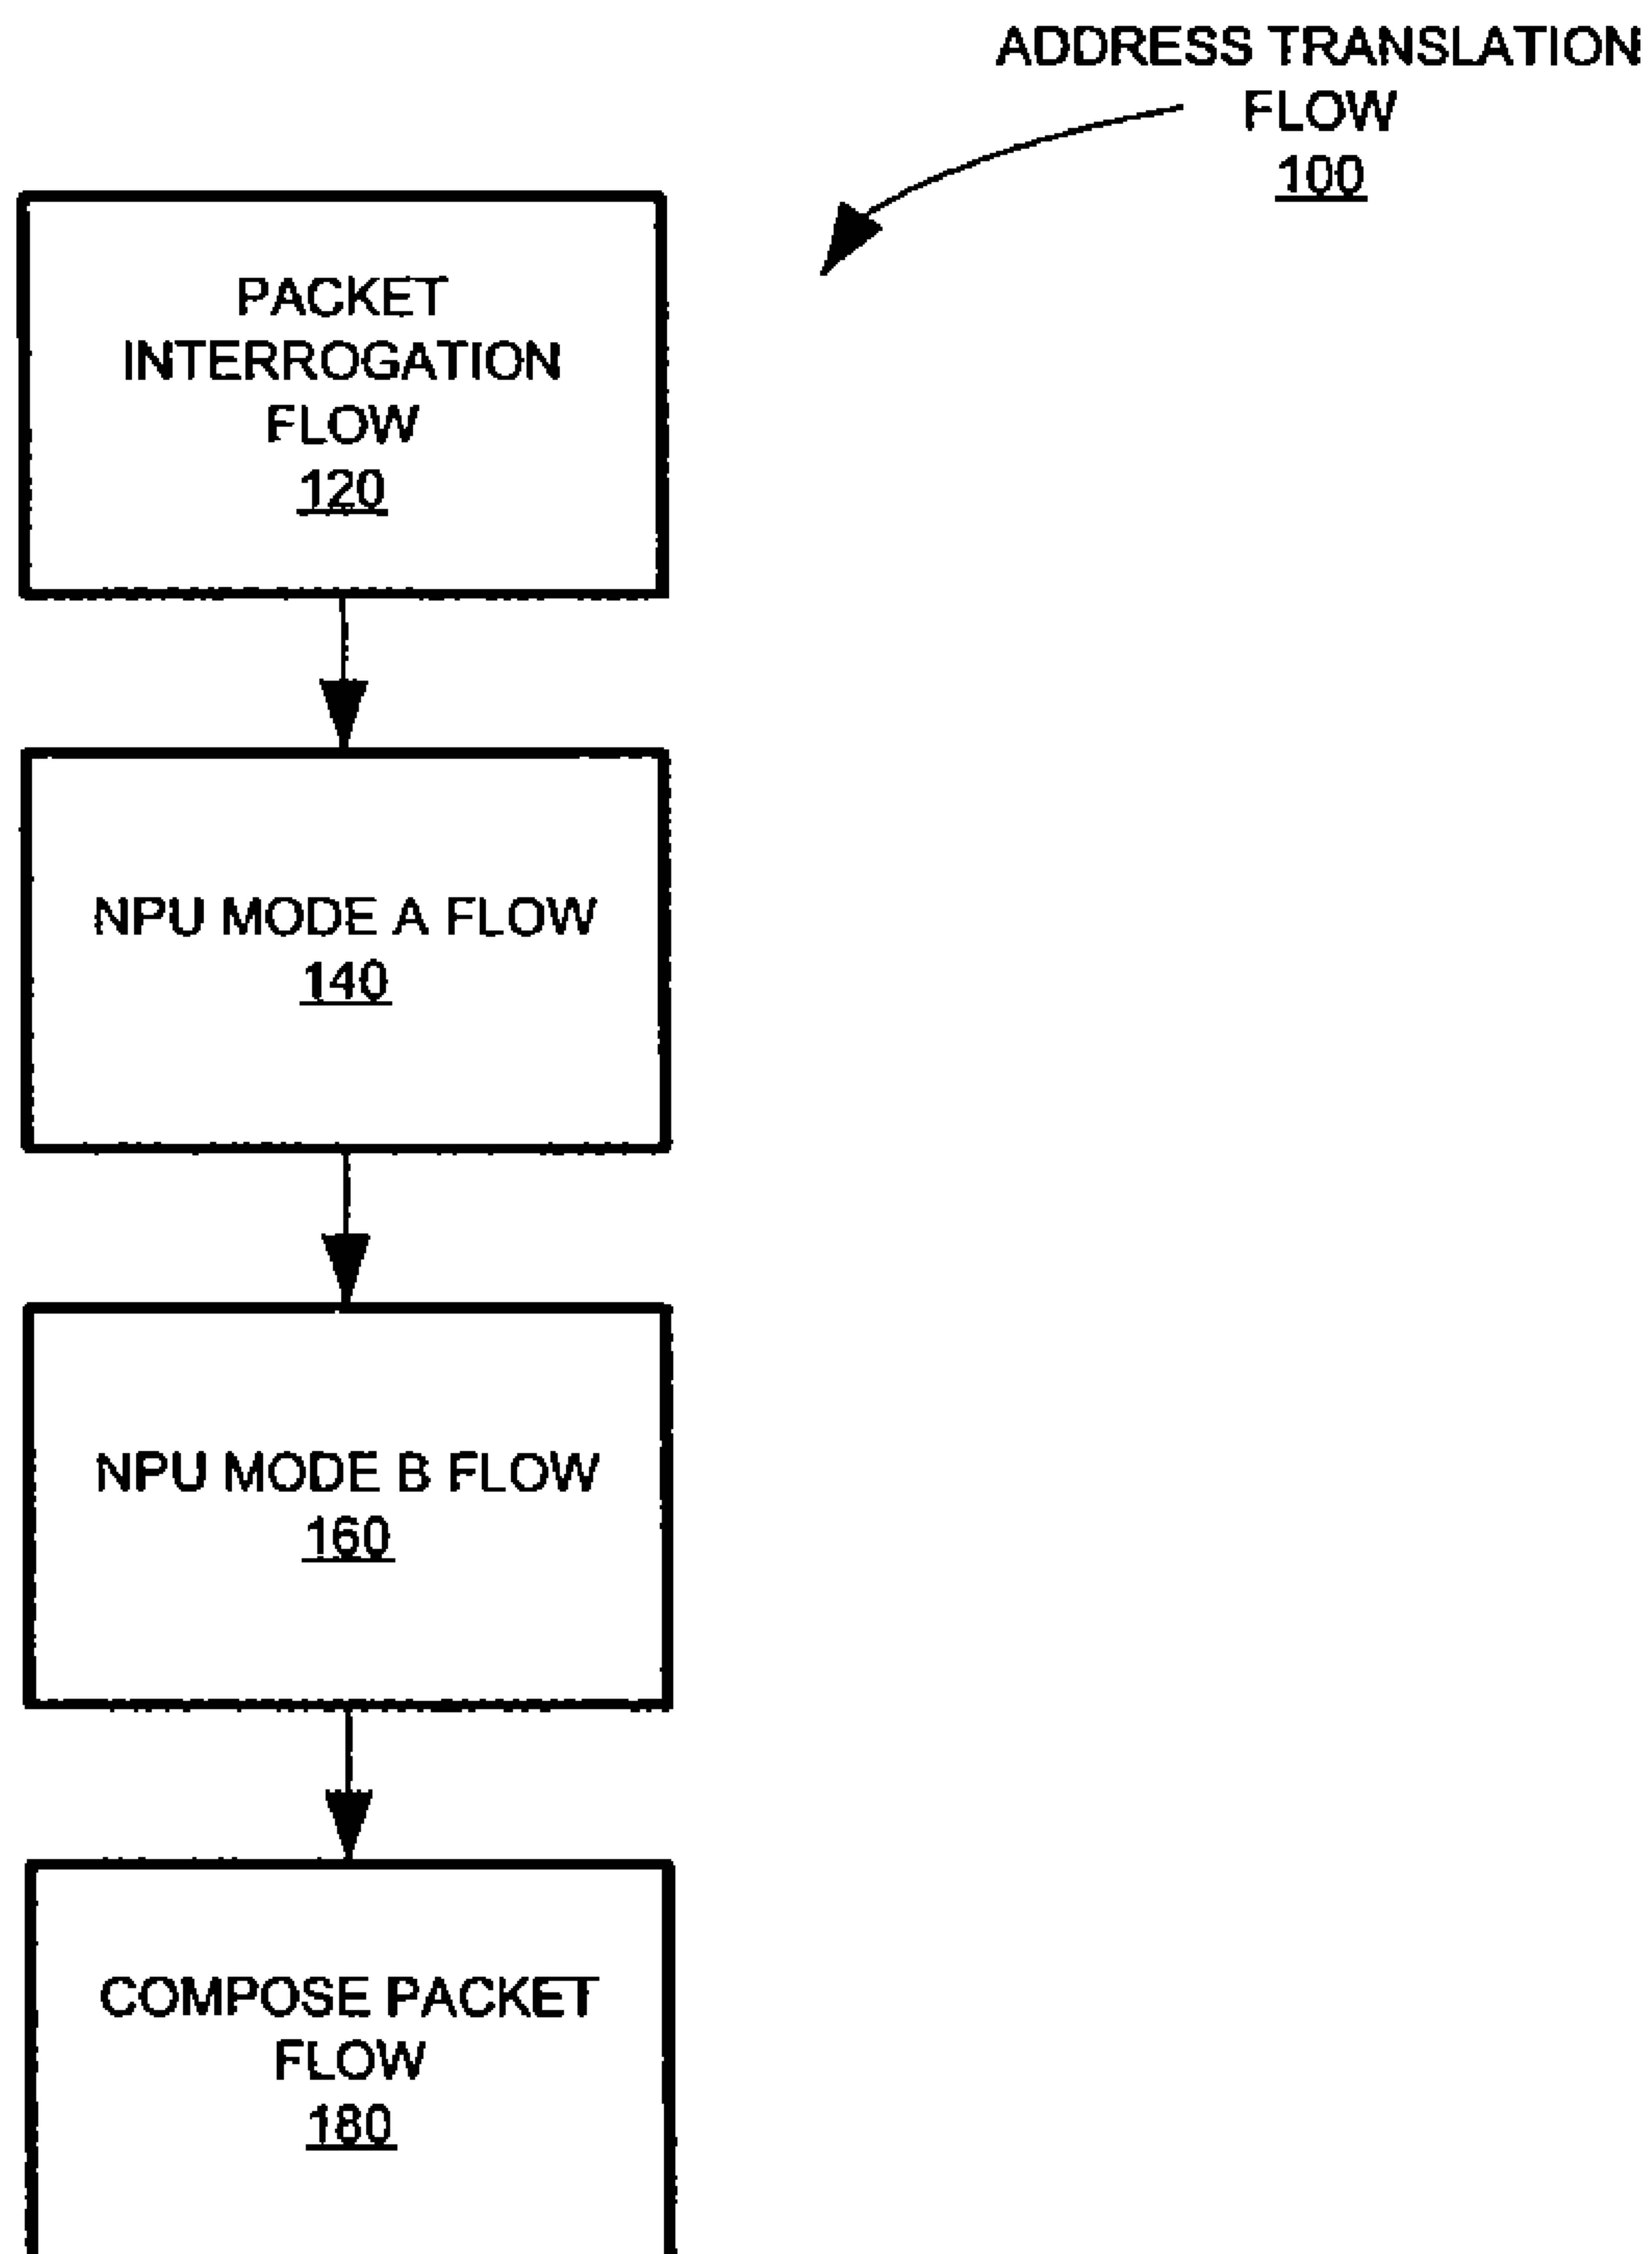 ADDRESS TRANSLATION
FLOW
100
PACKET
INTERROGATION
FLOW
120
NPU MODE A FLOW
140
NPU MODE B FLOW
160
COMPOSE PACKET
FLOW
180